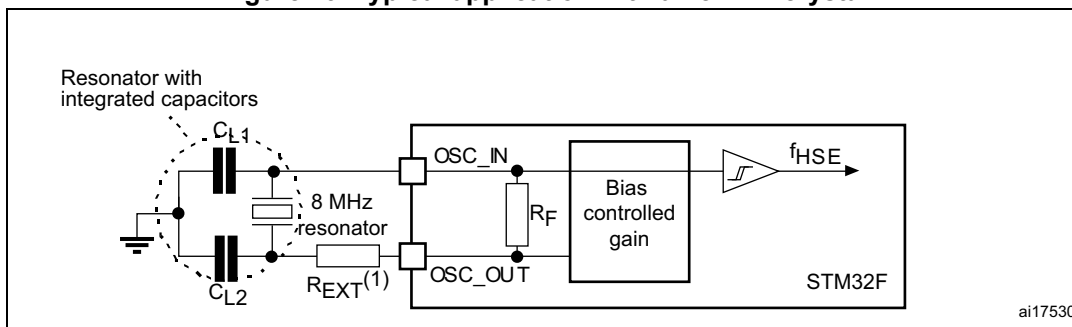 Resonator with
integrated capacitors
CL1
OSC_IN
fHSE
8 MHz
resonator
RF
Bias
controlled
gain
REXT(1)
OSC_OUT
STM32F
CL2
ai17530